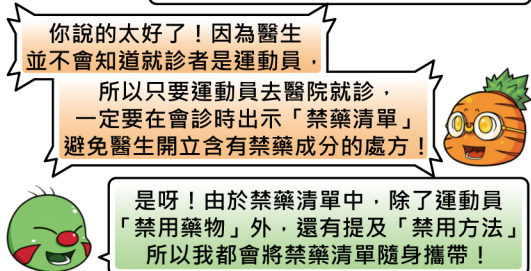 你說的太好了！因為醫生
並不會知道就診者是運動員，
所以只要運動員去醫院就診，
一定要在會診時出示「禁藥清單」
避免醫生開立含有禁藥成分的處方！
是呀！由於禁藥清單中，除了運動員
「禁用藥物」外，還有提及「禁用方法」
所以我都會將禁藥清單隨身攜帶！